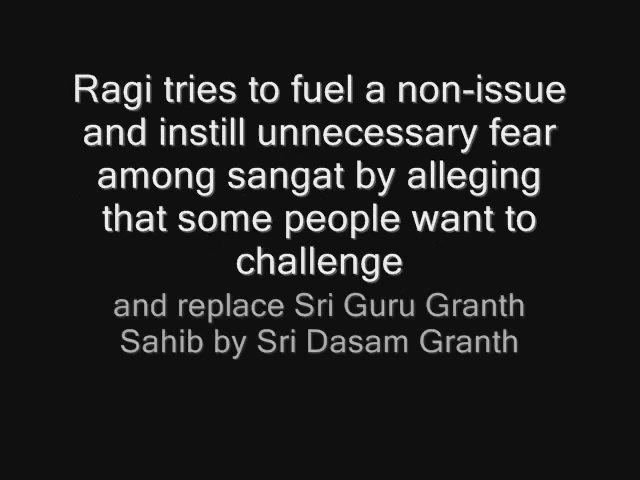 Ragi tries to fuel a non-issue
and instill unnecessary fear
among sangat by alleging
that some people want to
challenge
and replace Sri Guru Granth
Sahib by Sri Dasam Granth